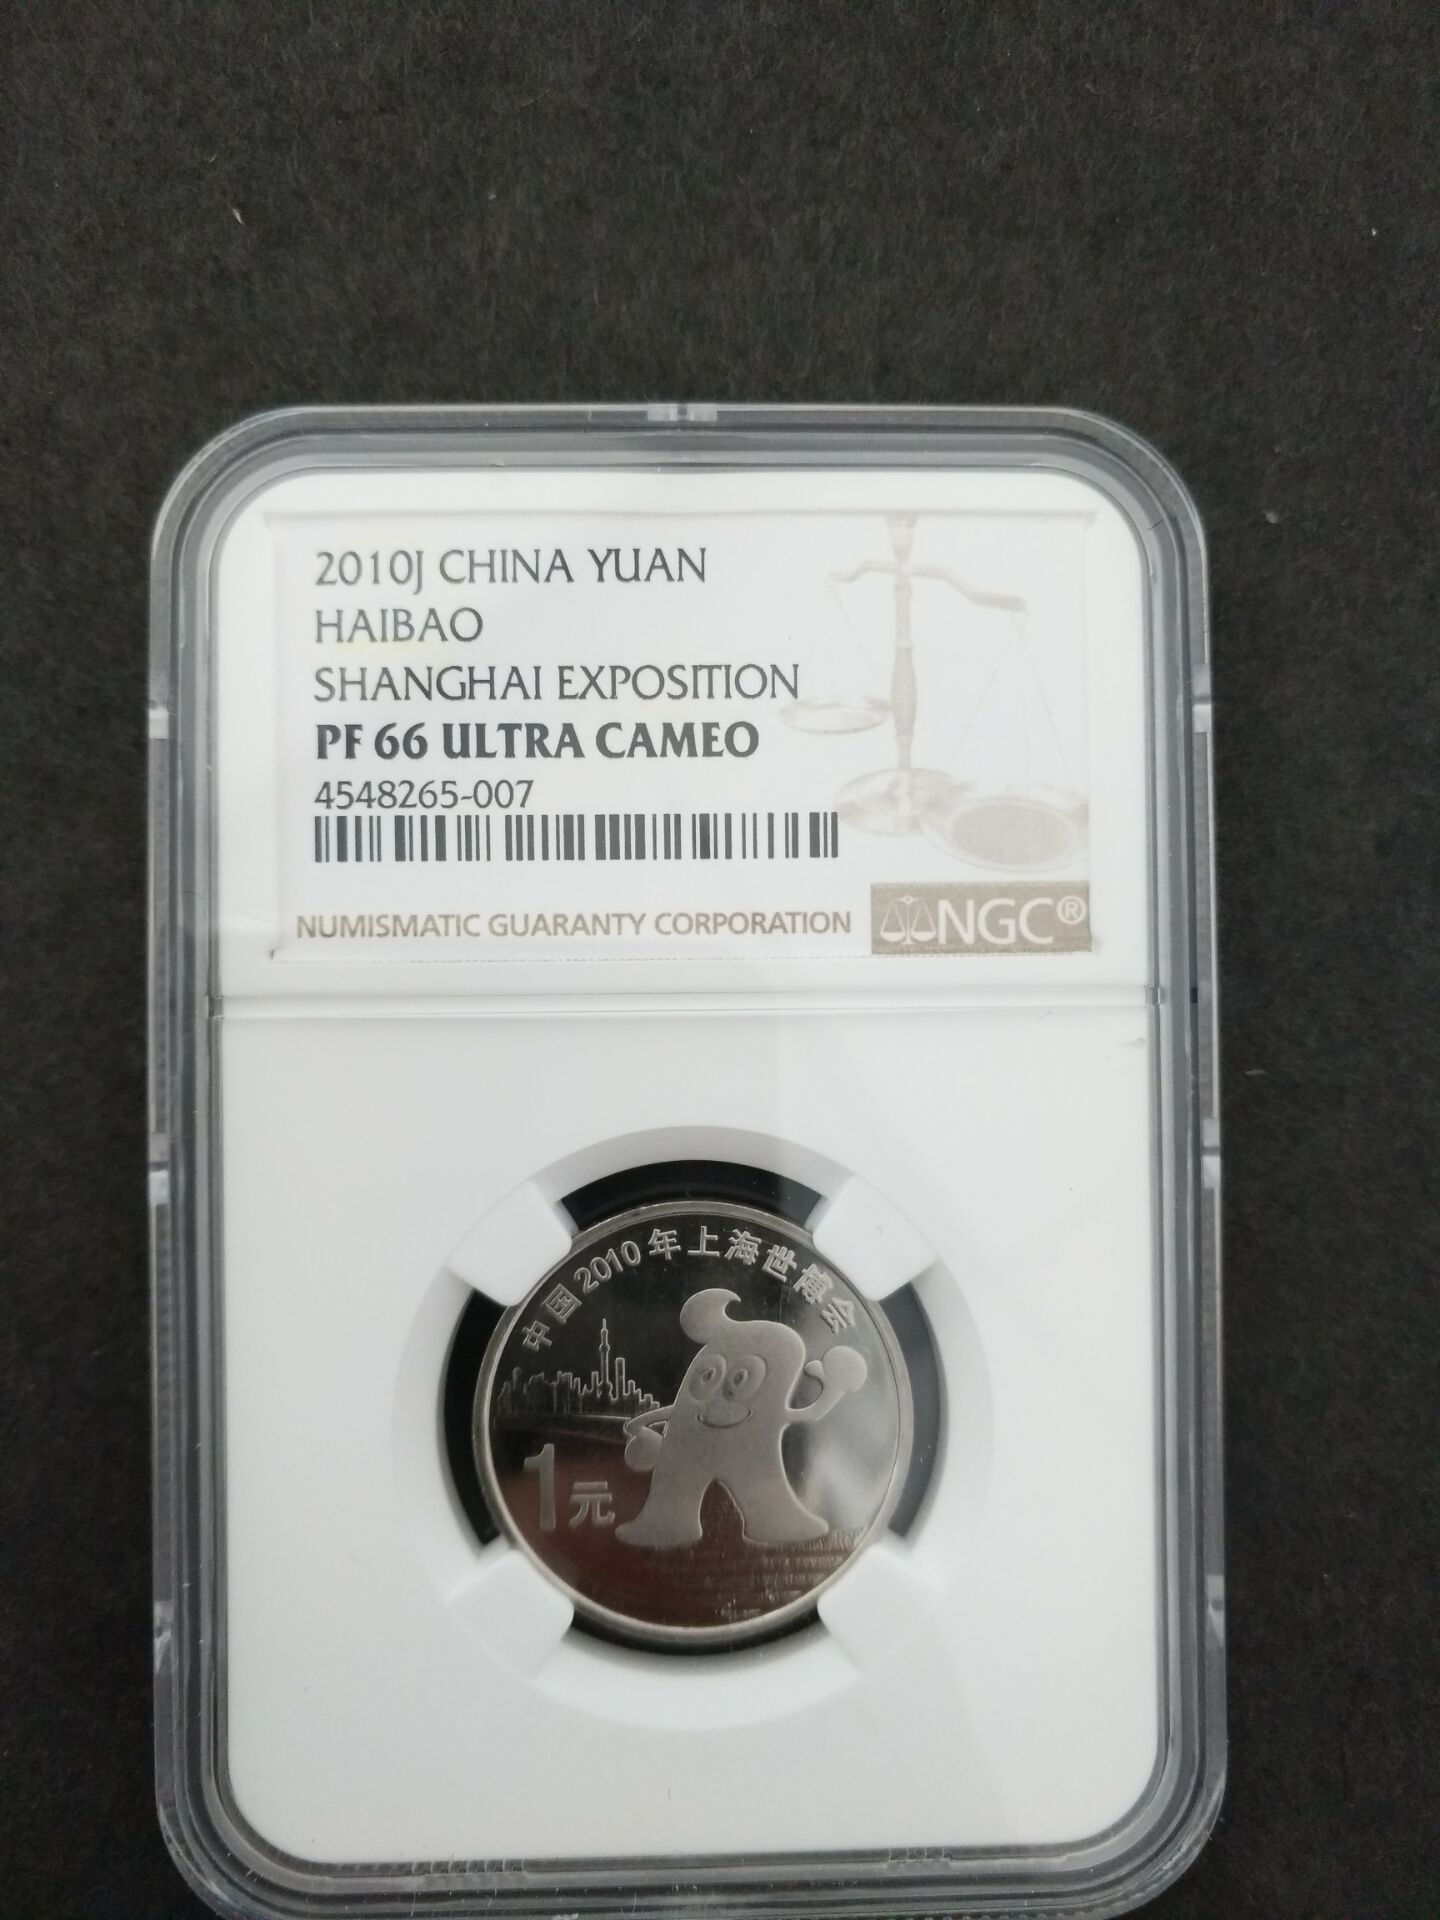 2010J CHINA YUAN
HAIBAO
SHANGHAI EXPOSITION
PF 66 ULTRA CAMEO
4548265-007
NUMISMATIC GUARANTY CORPORATION
NGC®
中国2010年上海世博会
1元